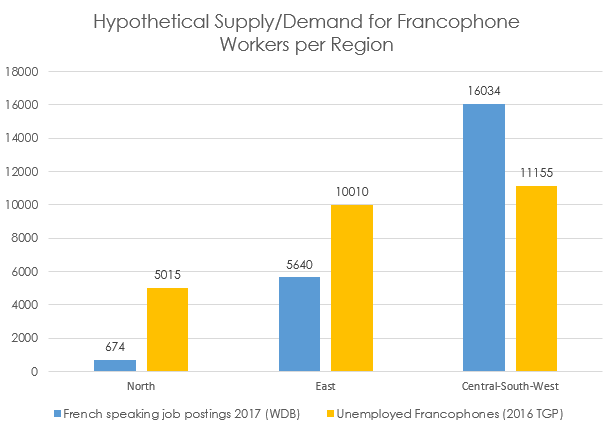 Hypothetical Supply/Demand for Francophone
Workers per Region
18000
16000
14000
12000
10000
8000
6000
4000
2000
0
674
5015
5640
10010
16034
11155
North
East
Central-South-West
French speaking job postings 2017 (WDB)
Unemployed Francophones (2016 TGP)